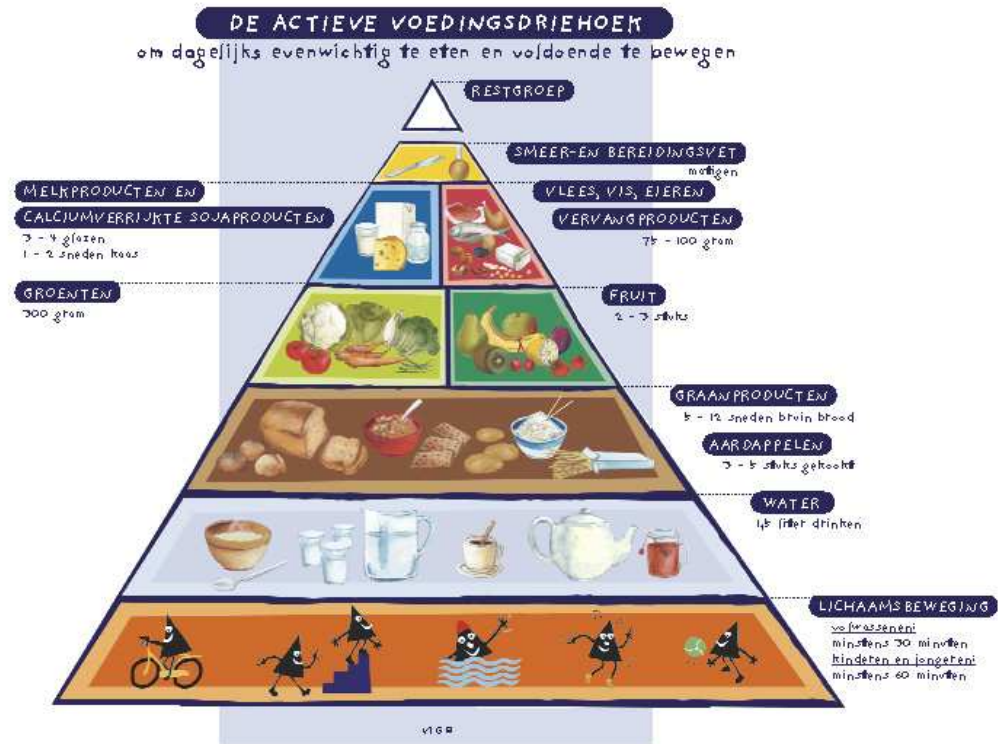 DE ACTIEVE VOEDINGSDRIEHOEK
om dagelijks evenwichtig te eten en voldoende te bewegen
RESTGROEP
SMEER-EN BEREIDINGSVET
matigen
MELKPRODUCTEN EN
CALCIUMVERRIJKTE SOJAPRODUCTEN
3 - 4 glazen
1 - 2 sneden kaas
VLEES, VIS, EIEREN
VERVANGPRODUCTEN
75 - 100 gram
GROENTEN
300 gram
FRUIT
2 - 3 stuks
GRAANPRODUCTEN
5 - 12 sneden bruin brood
AARDAPPELEN
3 - 5 stuks gekookt
WATER
1,5 liter drinken
LICHAAMSBEWEGING
volwassenen:
minstens 30 minuten
kinderen en jongeren:
minstens 60 minuten
VIG